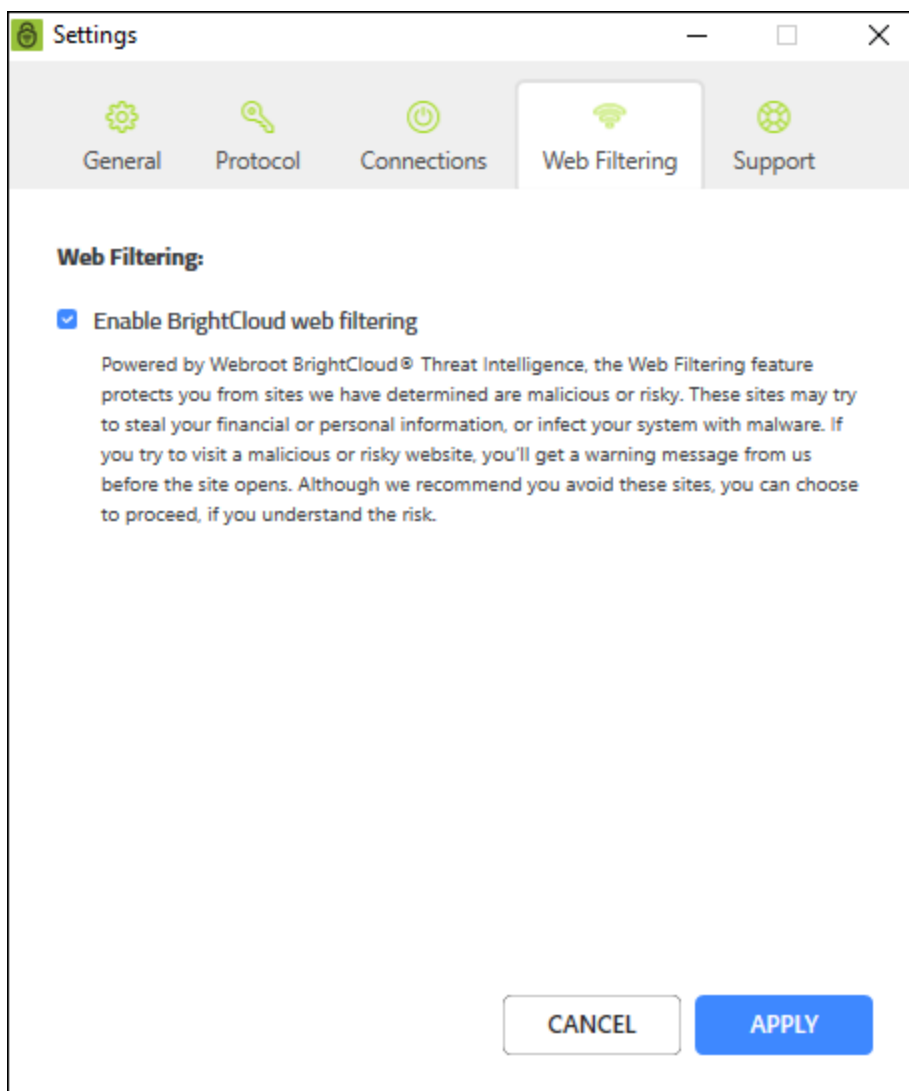 Settings
General Protocol Connections Web Filtering Support
Web Filtering:
Enable BrightCloud web filtering
Powered by Webroot BrightCloud® Threat Intelligence, the Web Filtering feature
protects you from sites we have determined are malicious or risky. These sites may try
to steal your financial or personal information, or infect your system with malware. If
you try to visit a malicious or risky website, you'll get a warning message from us
before the site opens. Although we recommend you avoid these sites, you can choose
to proceed, if you understand the risk.
CANCEL APPLY